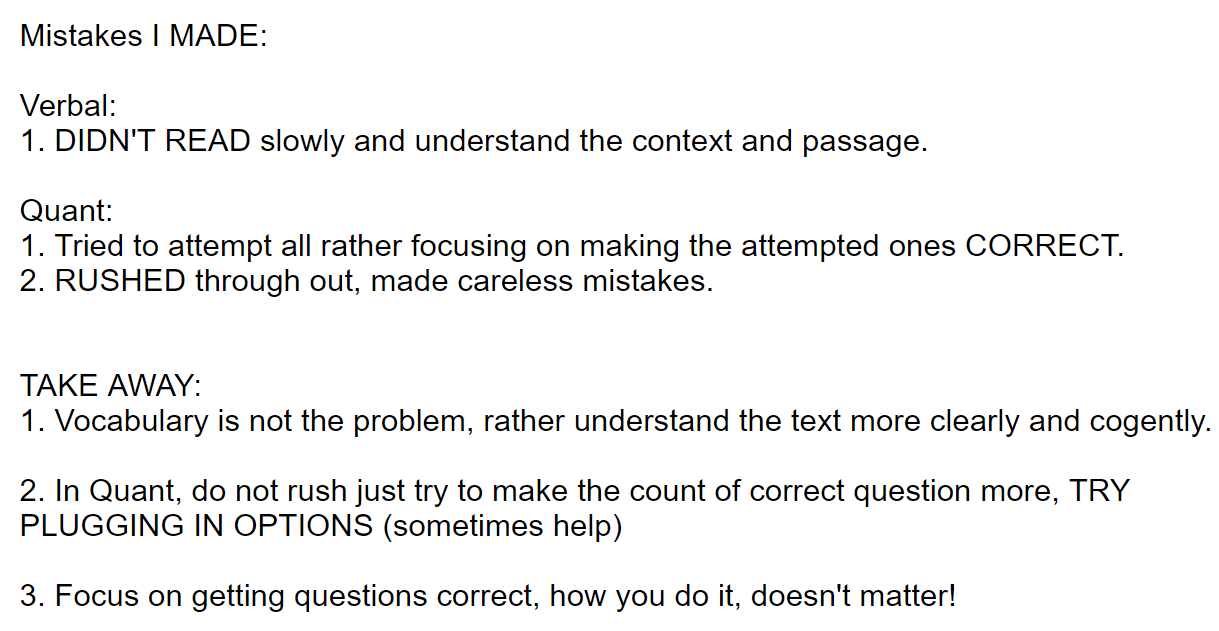 Mistakes I MADE:
Verbal:
1. DIDN'T READ slowly and understand the context and passage.
Quant:
1. Tried to attempt all rather focusing on making the attempted ones CORRECT.
2. RUSHED through out, made careless mistakes.
TAKE AWAY:
1. Vocabulary is not the problem, rather understand the text more clearly and cogently.
2. In Quant, do not rush just try to make the count of correct question more, TRY
PLUGGING IN OPTIONS (sometimes help)
3. Focus on getting questions correct, how you do it, doesn't matter!